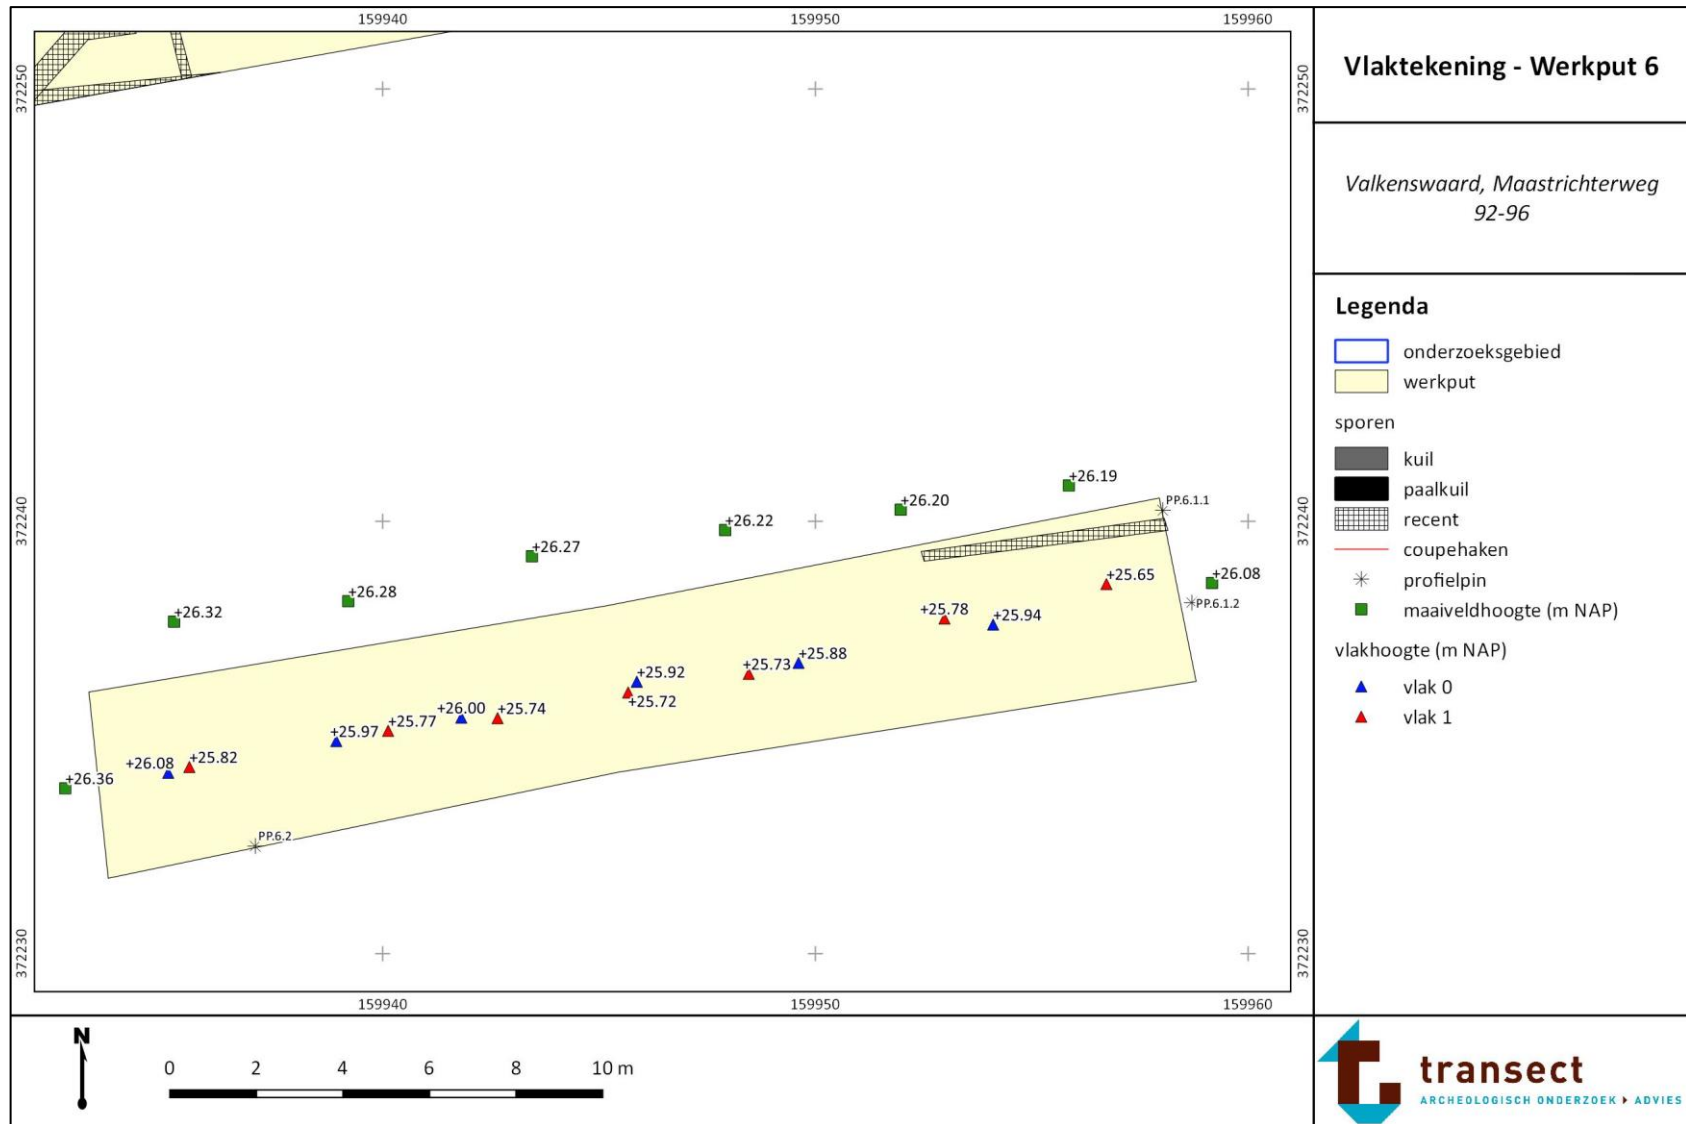 159940
159950
159960
372250
372250
+26.19
PP.6.1.1
+26.20
+26.22
372240
372240
+26.27
+26.08
+25.65
+26.28
PP.6.1.2
+26.32
+25.78
+25.94
+25.88
+25.92
+25.73
+25.72
+26.00
+25.74
+25.77
+25.97
+26.08
+25.82
+26.36
PP.6.2
372230
372230
159940
159950
159960
N
0 2 4 6 8 10 m
Vlaktekening - Werkput 6
Valkenswaard, Maastrichterweg
92-96
Legenda
onderzoeksgebied
werkput
sporen
kuil
paalkuil
recent
coupehaken
profielpin
maaiveldhoogte (m NAP)
vlakhoogte (m NAP)
vlak 0
vlak 1
transect
ARCHEOLOGISCH ONDERZOEK ▸ ADVIES